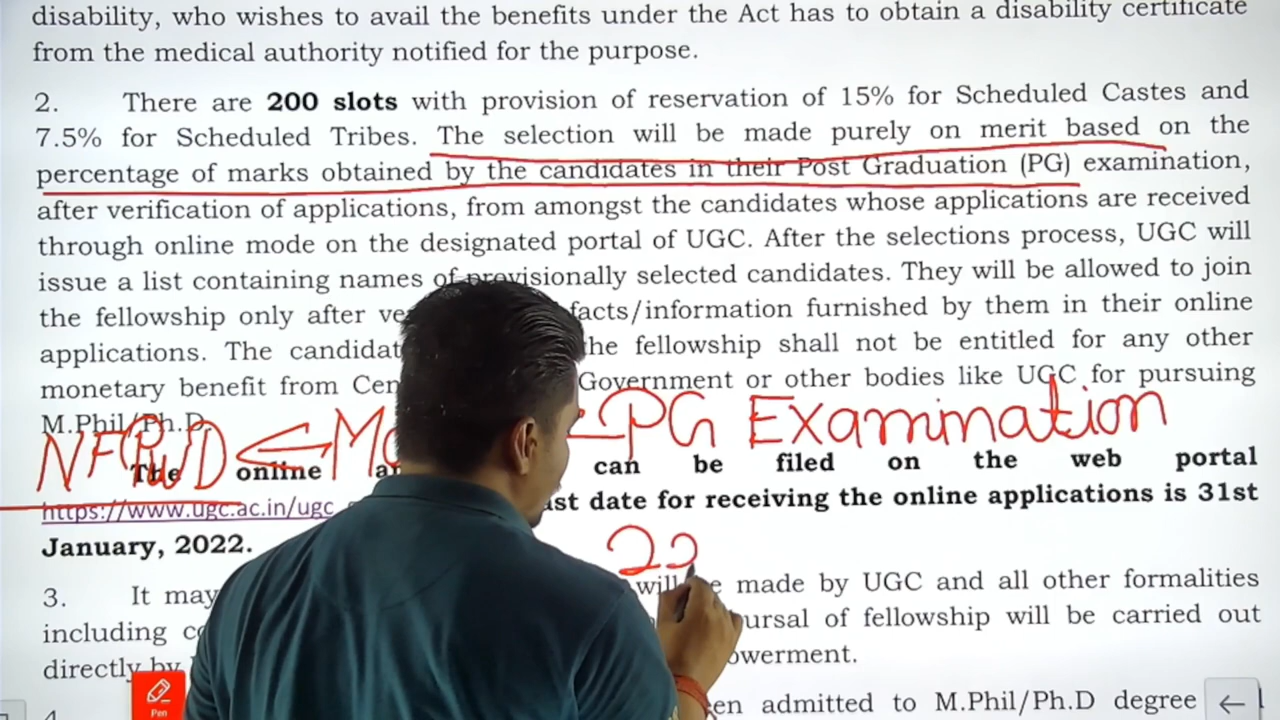 disability, who wishes to avail the benefits under the Act has to obtain a disability certificate
from the medical authority notified for the purpose.
2. There are 200 slots with provision of reservation of 15% for Scheduled Castes and
7.5% for Scheduled Tribes. The selection will be made purely on merit based on the
percentage of marks obtained by the candidates in their Post Graduation (PG) examination,
after verification of applications, from amongst the candidates whose applications are received
through online mode on the designated portal of UGC. After the selections process, UGC will
issue a list containing names of provisionally selected candidates. They will be allowed to join
the fellowship only after facts/information furnished by them in their online
applications. The he fellowship shall not be entitled for any other
monetary benefit from Government or other bodies like UGC for pursuing
M.Phil/Ph.D.
NFPwD PG Examination
The online can be filed on the web portal
https://www.ugc.ac.in/ugc ast date for receiving the online applications is 31st
January, 2022.
22
3. It may will be made by UGC and all other formalities
including ursal of fellowship will be carried out
directly by owerment.
en admitted to M.Phil/Ph.D degree
Pen